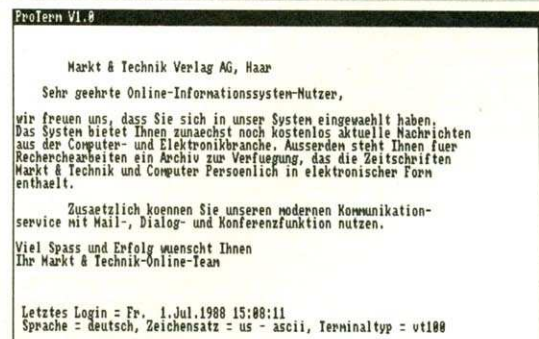 ProTerm V1.0
Markt & Technik Verlag AG, Haar
Sehr geehrte Online-Informationssystem-Nutzer,
wir freuen uns, dass Sie sich in unser System eingewaehlt haben.
Das System bietet Ihnen zunaechst noch kostenlos aktuelle Nachrichten
aus der Computer- und Elektronikbranche. Ausserdem steht Ihnen fuer
Recherchearbeiten ein Archiv zur Verfuegung, das die Zeitschriften
Markt & Technik und Computer Persoenlich in elektronischer Form
enthaelt.
Zusaetzlich koennen Sie unseren modernen Kommunikation-
service mit Mail-, Dialog- und Konferenzfunktion nutzen.
Viel Spass und Erfolg wuenscht Ihnen
Ihr Markt & Technik-Online-Team
Letztes Login = Fr. 1.Jul.1988 15:08:11
Sprache = deutsch, Zeichensatz = us - ascii, Terminaltyp = vt100